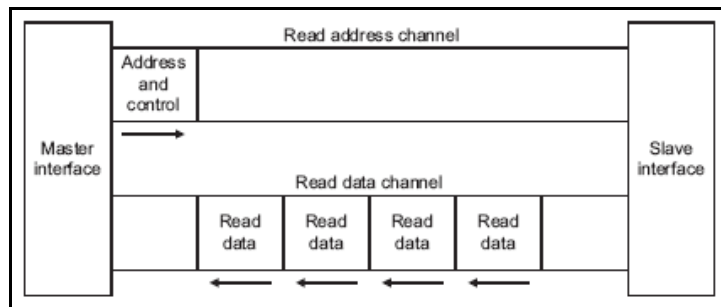 Read address channel
Address
and
control
Master
interface
Slave
interface
Read data channel
Read
data
Read
data
Read
data
Read
data